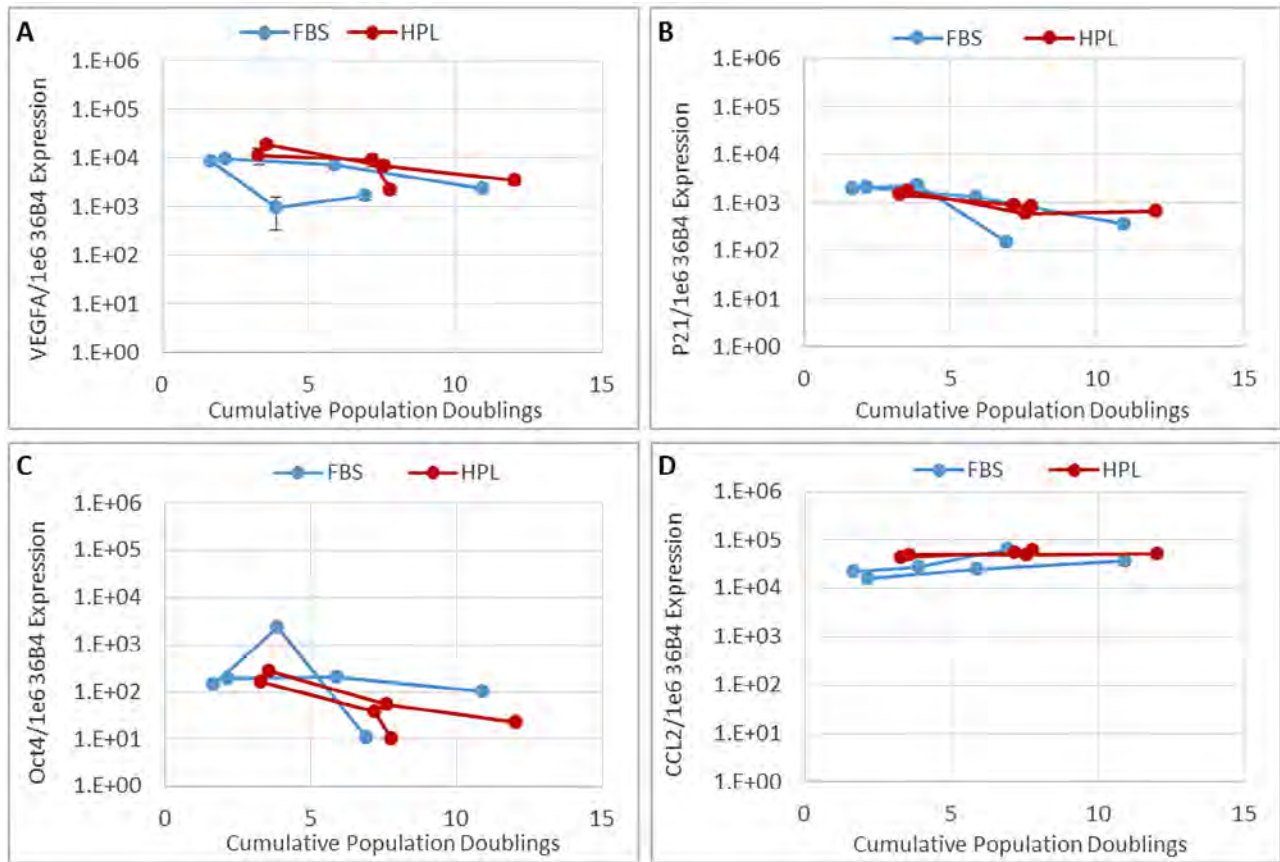 A
FBS HPL
VEGFA/1e6 36B4 Expression
1.E+06
1.E+05
1.E+04
1.E+03
1.E+02
1.E+01
1.E+00
0 5 10 15
Cumulative Population Doublings
B
FBS HPL
P21/1e6 36B4 Expression
1.E+06
1.E+05
1.E+04
1.E+03
1.E+02
1.E+01
1.E+00
0 5 10 15
Cumulative Population Doublings
C
FBS HPL
Oct4/1e6 36B4 Expression
1.E+06
1.E+05
1.E+04
1.E+03
1.E+02
1.E+01
1.E+00
0 5 10 15
Cumulative Population Doublings
D
FBS HPL
CCL2/1e6 36B4 Expression
1.E+06
1.E+05
1.E+04
1.E+03
1.E+02
1.E+01
1.E+00
0 5 10 15
Cumulative Population Doublings